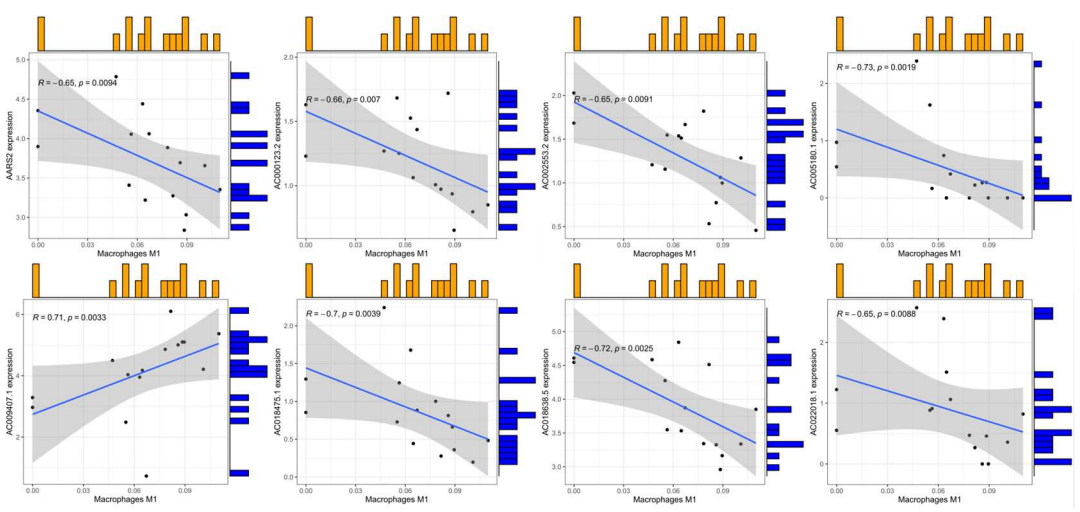 R = −0.65, p = 0.0094
AARS2 expression
5.0
4.5
4.0
3.5
3.0
0.00 0.03 0.06 0.09
Macrophages M1
R = −0.66, p = 0.007
AC000123.2 expression
2.0
1.5
1.0
0.00 0.03 0.06 0.09
Macrophages M1
R = −0.65, p = 0.0091
AC002553.2 expression
2.0
1.5
1.0
0.5
0.00 0.03 0.06 0.09
Macrophages M1
R = −0.73, p = 0.0019
AC005180.1 expression
2
1
0
0.00 0.03 0.06 0.09
Macrophages M1
R = 0.71, p = 0.0033
AC009407.1 expression
6
4
2
0.00 0.03 0.06 0.09
Macrophages M1
R = −0.7, p = 0.0039
AC018475.1 expression
2.0
1.5
1.0
0.5
0.0
0.00 0.03 0.06 0.09
Macrophages M1
R = −0.72, p = 0.0025
AC018638.5 expression
5.0
4.5
4.0
3.5
3.0
0.00 0.03 0.06 0.09
Macrophages M1
R = −0.65, p = 0.0088
AC022018.1 expression
2
1
0
0.00 0.03 0.06 0.09
Macrophages M1